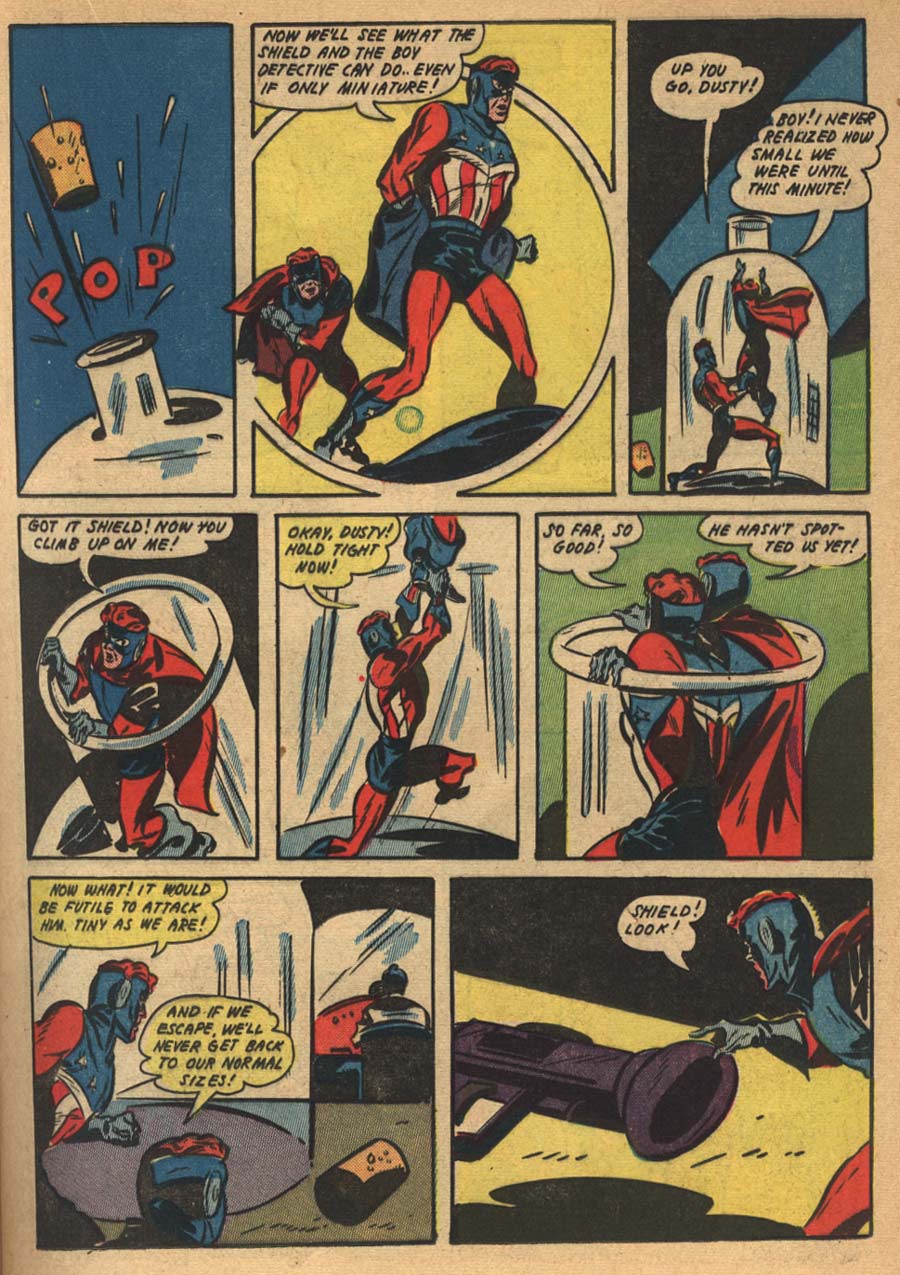 POP
NOW WE'LL SEE WHAT THE
SHIELD AND THE BOY
DETECTIVE CAN DO.. EVEN
IF ONLY MINIATURE!
UP YOU
GO, DUSTY!
BOY! I NEVER
REALIZED HOW
SMALL WE
WERE UNTIL
THIS MINUTE!
GOT IT SHIELD! NOW YOU
CLIMB UP ON ME!
OKAY, DUSTY!
HOLD TIGHT
NOW!
SO FAR, SO
GOOD!
HE HASN'T SPOT-
TED US YET!
NOW WHAT! IT WOULD
BE FUTILE TO ATTACK
HIM. TINY AS WE ARE!
AND IF WE
ESCAPE, WE'LL
NEVER GET BACK
TO OUR NORMAL
SIZES!
SHIELD!
LOOK!